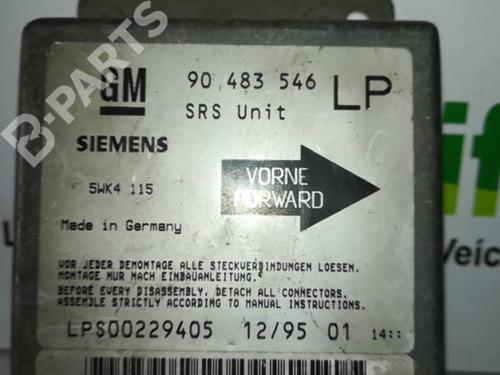 B-PARTS
GM
90 483 546 LP
SRS Unit
SIEMENS
5WK4 115
VORNE
FORWARD
Made in Germany
VOR JEDER DEMONTAGE ALLE STECKVERBINDUNGEN LOESEN.
MONTAGE NUR NACH EINBAUANLEITUNG.
BEFORE EVERY DISASSEMBLY, DETACH ALL CONNECTORS.
ASSEMBLE STRICTLY ACCORDING TO MANUAL INSTRUCTIONS.
LPS00229405 12/95 01 14::